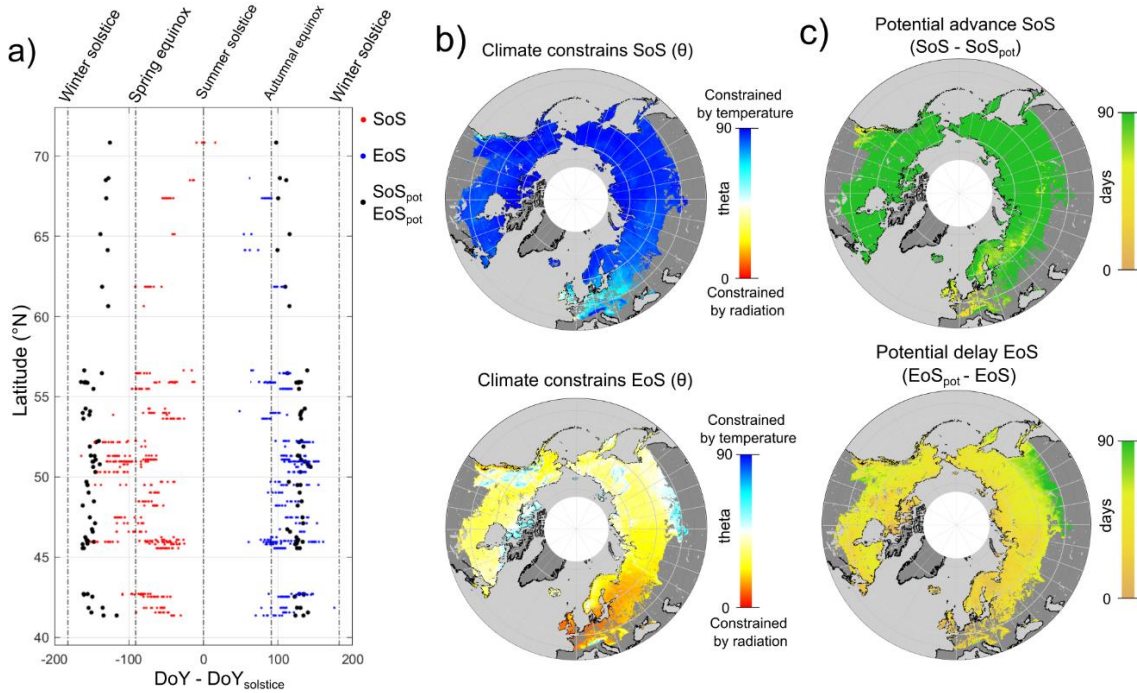 a)
Winter solstice
Spring equinox
Summer solstice
Autumnal equinox
Winter solstice
SoS
EoS
SoSpot
EoSpot
Latitude (°N)
70
65
60
55
50
45
40
-200
-100
0
100
200
DoY - DoYsolstice
b)
Climate constrains SoS (θ)
Constrained
by temperature
90
theta
0
Constrained
by radiation
Climate constrains EoS (θ)
Constrained
by temperature
90
theta
0
Constrained
by radiation
c)
Potential advance SoS
(SoS - SoSpot)
90
days
0
Potential delay EoS
(EoSpot - EoS)
90
days
0